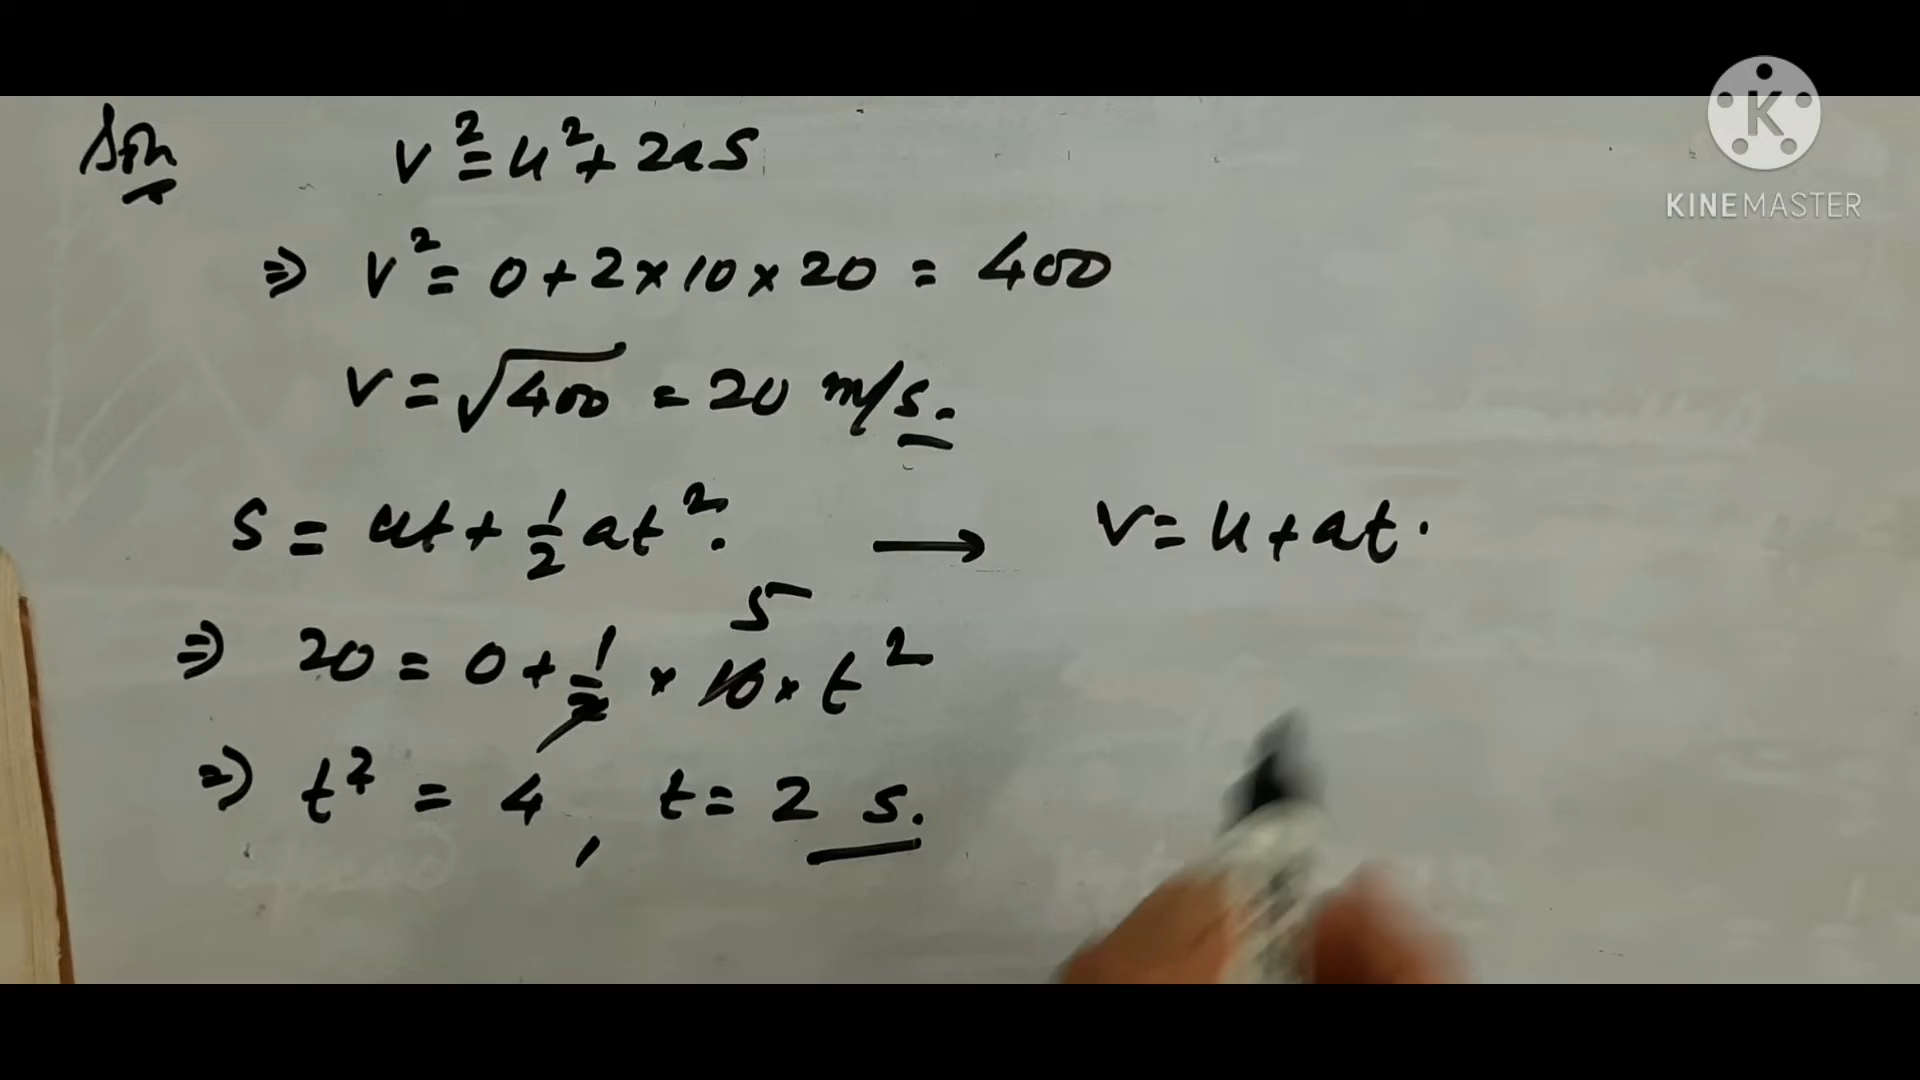 Soln
v² = u² + 2as
⇒ v² = 0 + 2 × 10 × 20 = 400
v = √400 = 20 m/s.
s = ut + 1/2 at². → v = u + at.
5
⇒ 20 = 0 + 1/2 × 10 × t²
⇒ t² = 4, t = 2 s.
K
KINEMASTER